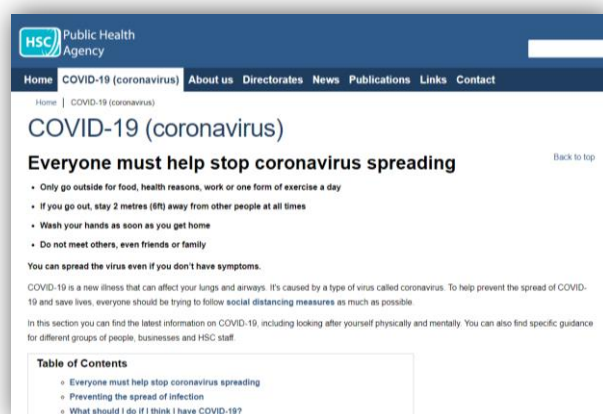 HSC Public Health
Agency
Home COVID-19 (coronavirus) About us Directorates News Publications Links Contact
Home | COVID-19 (coronavirus)
COVID-19 (coronavirus)
Everyone must help stop coronavirus spreading
Back to top
• Only go outside for food, health reasons, work or one form of exercise a day
• If you go out, stay 2 metres (6ft) away from other people at all times
• Wash your hands as soon as you get home
• Do not meet others, even friends or family
You can spread the virus even if you don't have symptoms.
COVID-19 is a new illness that can affect your lungs and airways. It's caused by a type of virus called coronavirus. To help prevent the spread of COVID-
19 and save lives, everyone should be trying to follow social distancing measures as much as possible.
In this section you can find the latest information on COVID-19, including looking after yourself physically and mentally. You can also find specific guidance
for different groups of people, businesses and HSC staff.
Table of Contents
Everyone must help stop coronavirus spreading
Preventing the spread of infection
What should I do if I think I have COVID-19?